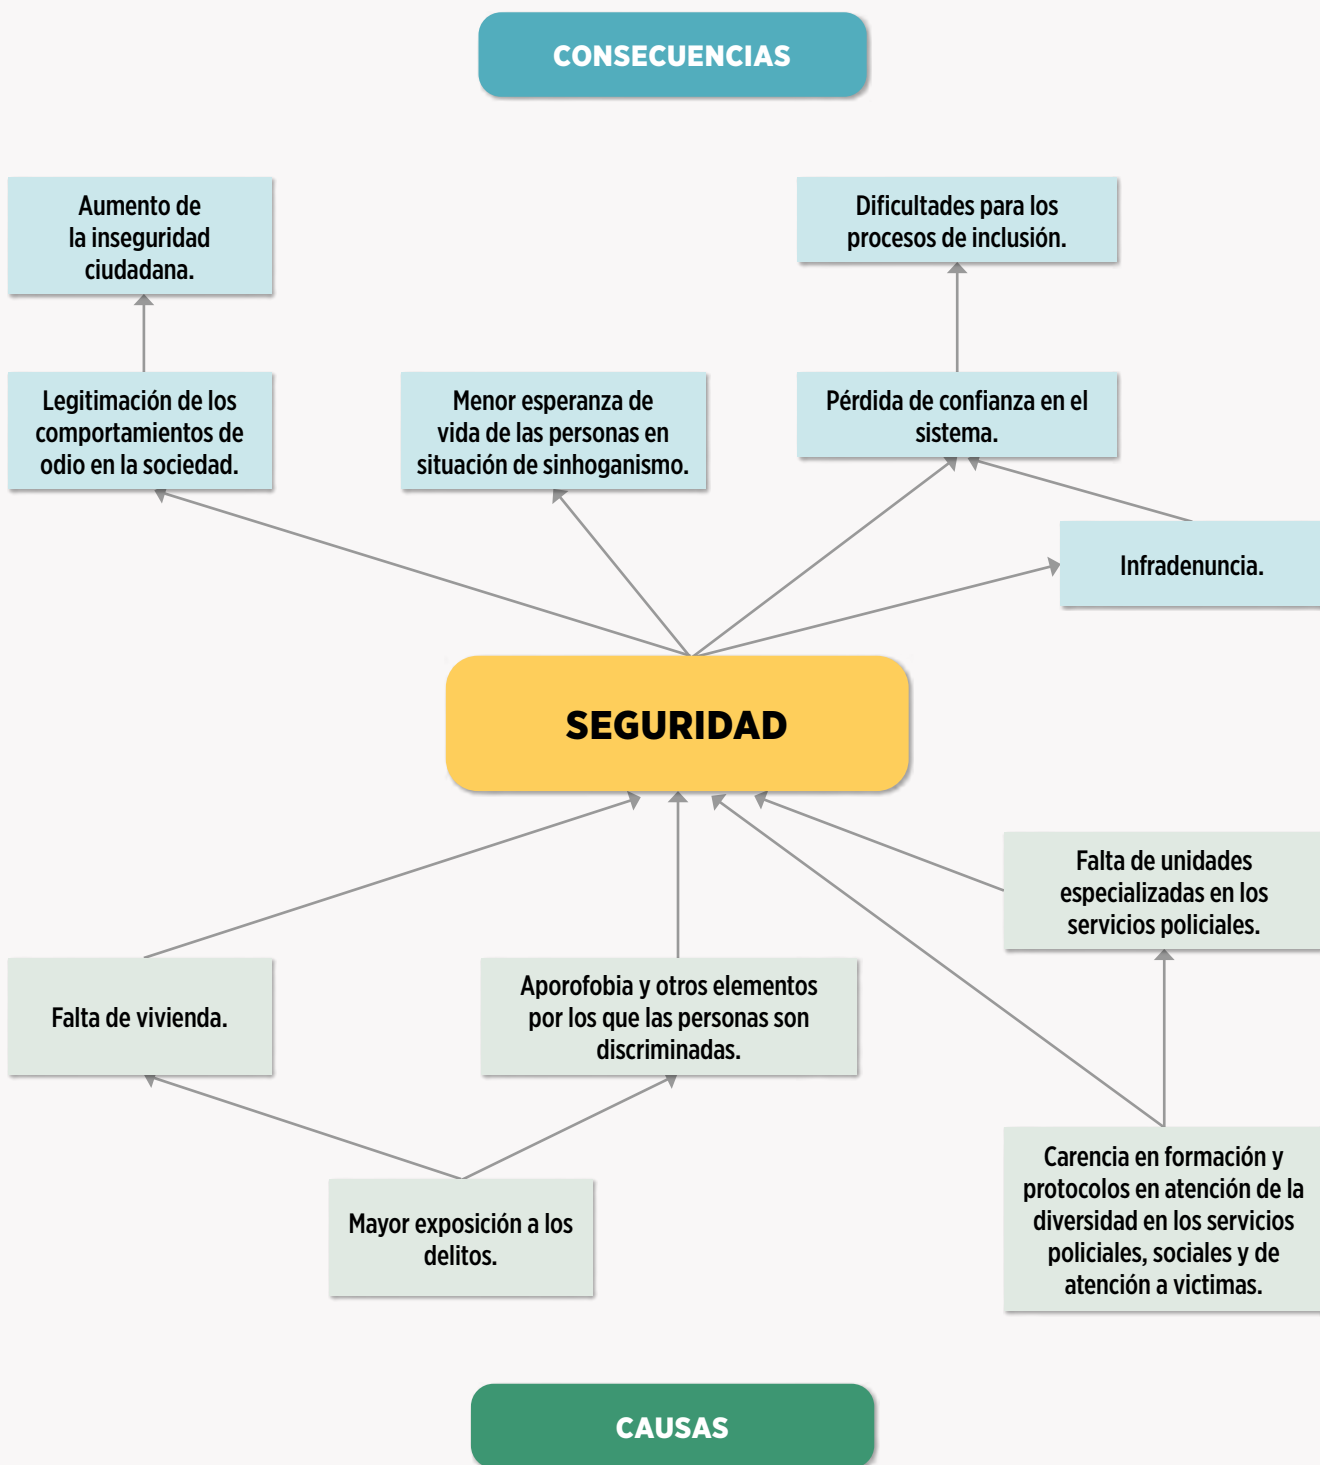 CONSECUENCIAS
Aumento de
la inseguridad
ciudadana.
Dificultades para los
procesos de inclusión.
Legitimación de los
comportamientos de
odio en la sociedad.
Menor esperanza de
vida de las personas en
situación de sinhoganismo.
Pérdida de confianza en el
sistema.
Infradenuncia.
SEGURIDAD
Falta de unidades
especializadas en los
servicios policiales.
Falta de vivienda.
Aporofobia y otros elementos
por los que las personas son
discriminadas.
Mayor exposición a los
delitos.
Carencia en formación y
protocolos en atención de la
diversidad en los servicios
policiales, sociales y de
atención a victimas.
CAUSAS